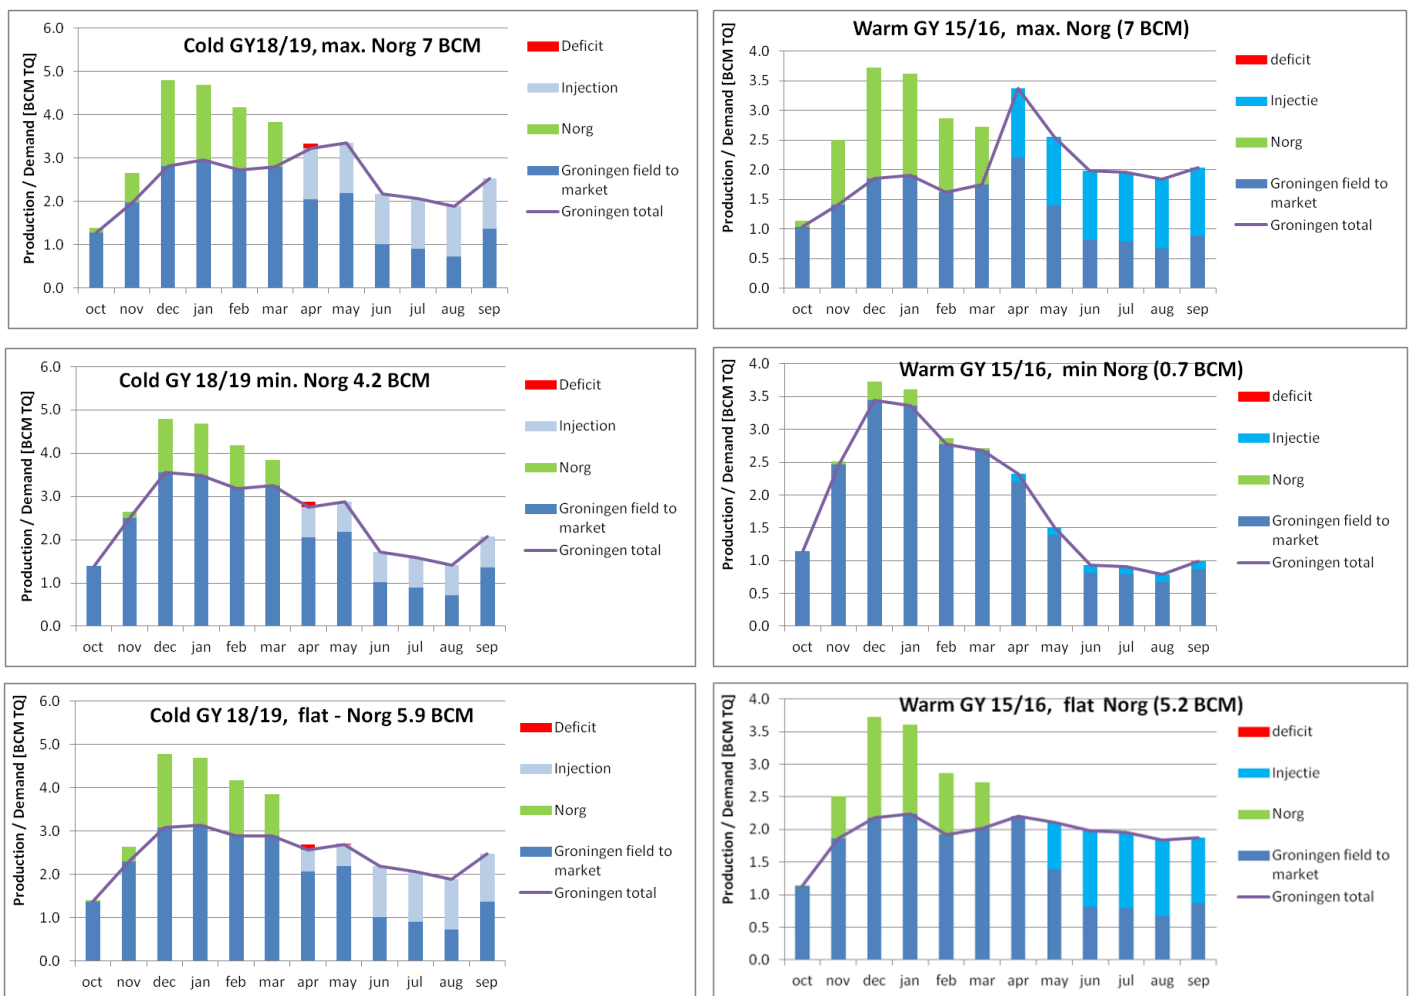 Cold GY18/19, max. Norg 7 BCM
Production / Demand [BCM TQ]
6.0
5.0
4.0
3.0
2.0
1.0
0.0
oct nov dec jan feb mar apr may jun jul aug sep
Deficit
Injection
Norg
Groningen field to
market
Groningen total
Warm GY 15/16, max. Norg (7 BCM)
Production / Demand [BCM TQ]
4.0
3.5
3.0
2.5
2.0
1.5
1.0
0.5
0.0
oct nov dec jan feb mar apr may jun jul aug sep
deficit
Injectie
Norg
Groningen field to
market
Groningen total
Cold GY 18/19 min. Norg 4.2 BCM
Production / Demand [BCM TQ]
6.0
5.0
4.0
3.0
2.0
1.0
0.0
oct nov dec jan feb mar apr may jun jul aug sep
Deficit
Injection
Norg
Groningen field to
market
Groningen total
Warm GY 15/16, min Norg (0.7 BCM)
Production / Demand [BCM TQ]
4.0
3.5
3.0
2.5
2.0
1.5
1.0
0.5
0.0
oct nov dec jan feb mar apr may jun jul aug sep
deficit
Injectie
Norg
Groningen field to
market
Groningen total
Cold GY 18/19, flat - Norg 5.9 BCM
Production / Demand [BCM TQ]
6.0
5.0
4.0
3.0
2.0
1.0
0.0
oct nov dec jan feb mar apr may jun jul aug sep
Deficit
Injection
Norg
Groningen field to
market
Groningen total
Warm GY 15/16, flat Norg (5.2 BCM)
Production / Demand [BCM TQ]
4.0
3.5
3.0
2.5
2.0
1.5
1.0
0.5
0.0
oct nov dec jan feb mar apr may jun jul aug sep
deficit
Injectie
Norg
Groningen field to
market
Groningen total